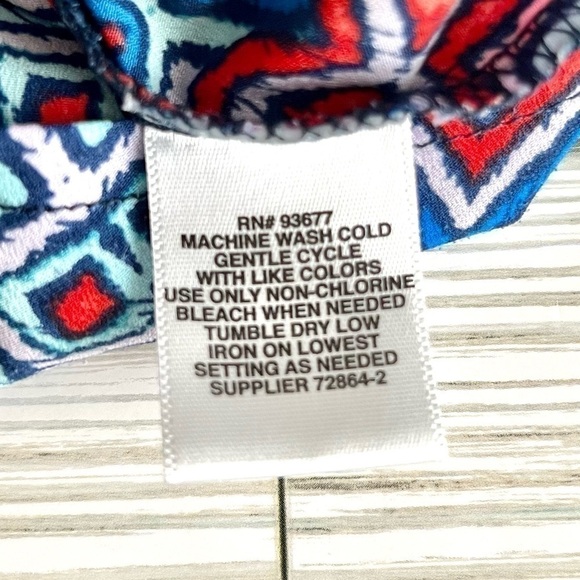 RN# 93677
MACHINE WASH COLD
GENTLE CYCLE
WITH LIKE COLORS
USE ONLY NON-CHLORINE
BLEACH WHEN NEEDED
TUMBLE DRY LOW
IRON ON LOWEST
SETTING AS NEEDED
SUPPLIER 72864-2